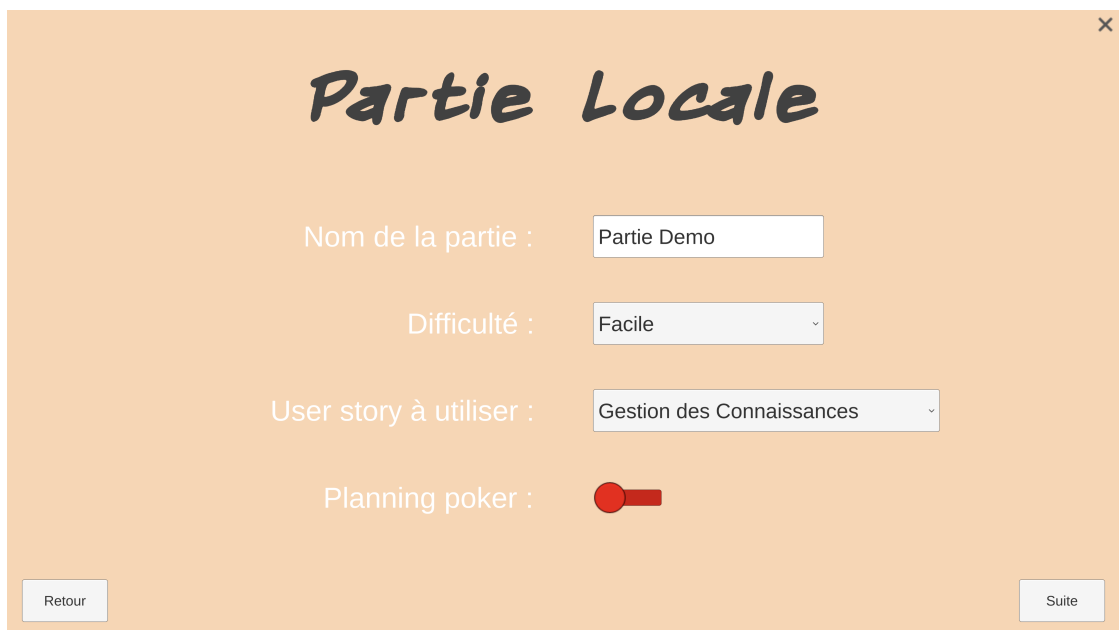 Partie Locale
Nom de la partie : Partie Demo
Difficulté : Facile
User story à utiliser : Gestion des Connaissances
Planning poker :
Retour Suite